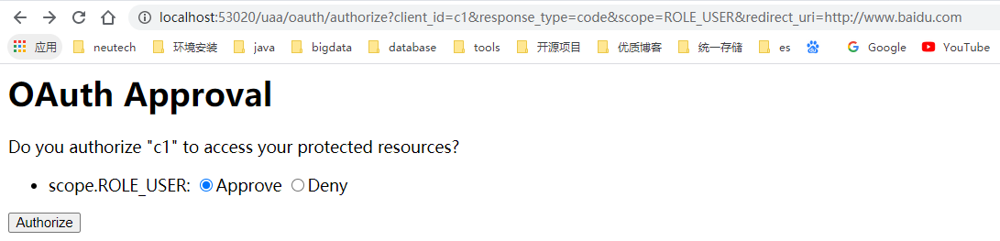 localhost:53020/uaa/oauth/authorize?client_id=c1&response_type=code&scope=ROLE_USER&redirect_uri=http://www.baidu.com
应用 neutech 环境安装 java bigdata database tools 开源项目 优质博客 统一存储 es Google YouTube
OAuth Approval
Do you authorize "c1" to access your protected resources?
• scope.ROLE_USER: Approve Deny
Authorize